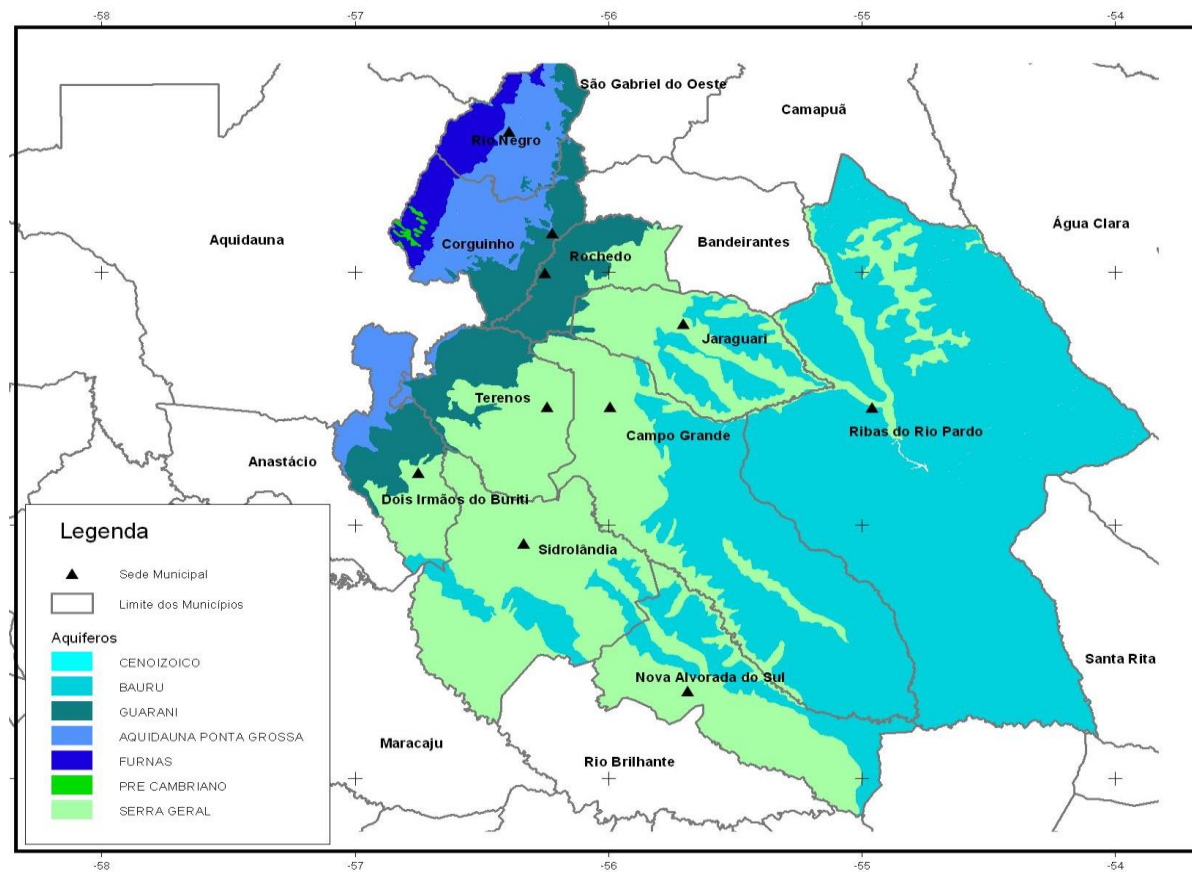 -58 -57 -56 -55 -54
São Gabriel do Oeste
Camapuã
Rio Negro
Água Clara
Aquidauna
Corguinho
Bandeirantes
Rochedo
Jaraguari
Terenos
Campo Grande
Ribas do Rio Pardo
Anastácio
Dois Irmãos do Buriti
Sidrolândia
Santa Rita
Nova Alvorada do Sul
Maracaju
Rio Brilhante
Legenda
Sede Municipal
Limite dos Municípios
Aquiferos
CENOIZOICO
BAURU
GUARANI
AQUIDAUNA PONTA GROSSA
FURNAS
PRE CAMBRIANO
SERRA GERAL
-58 -57 -56 -55 -54